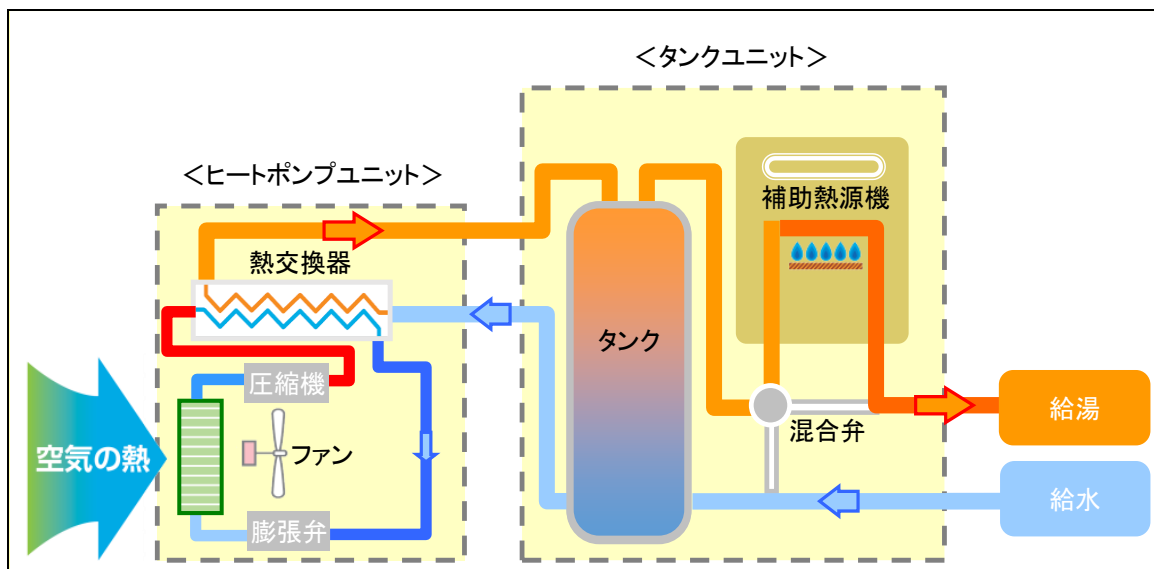 ＜タンクユニット＞
＜ヒートポンプユニット＞
補助熱源機
熱交換器
タンク
圧縮機
給湯
混合弁
空気の熱
ファン
給水
膨張弁